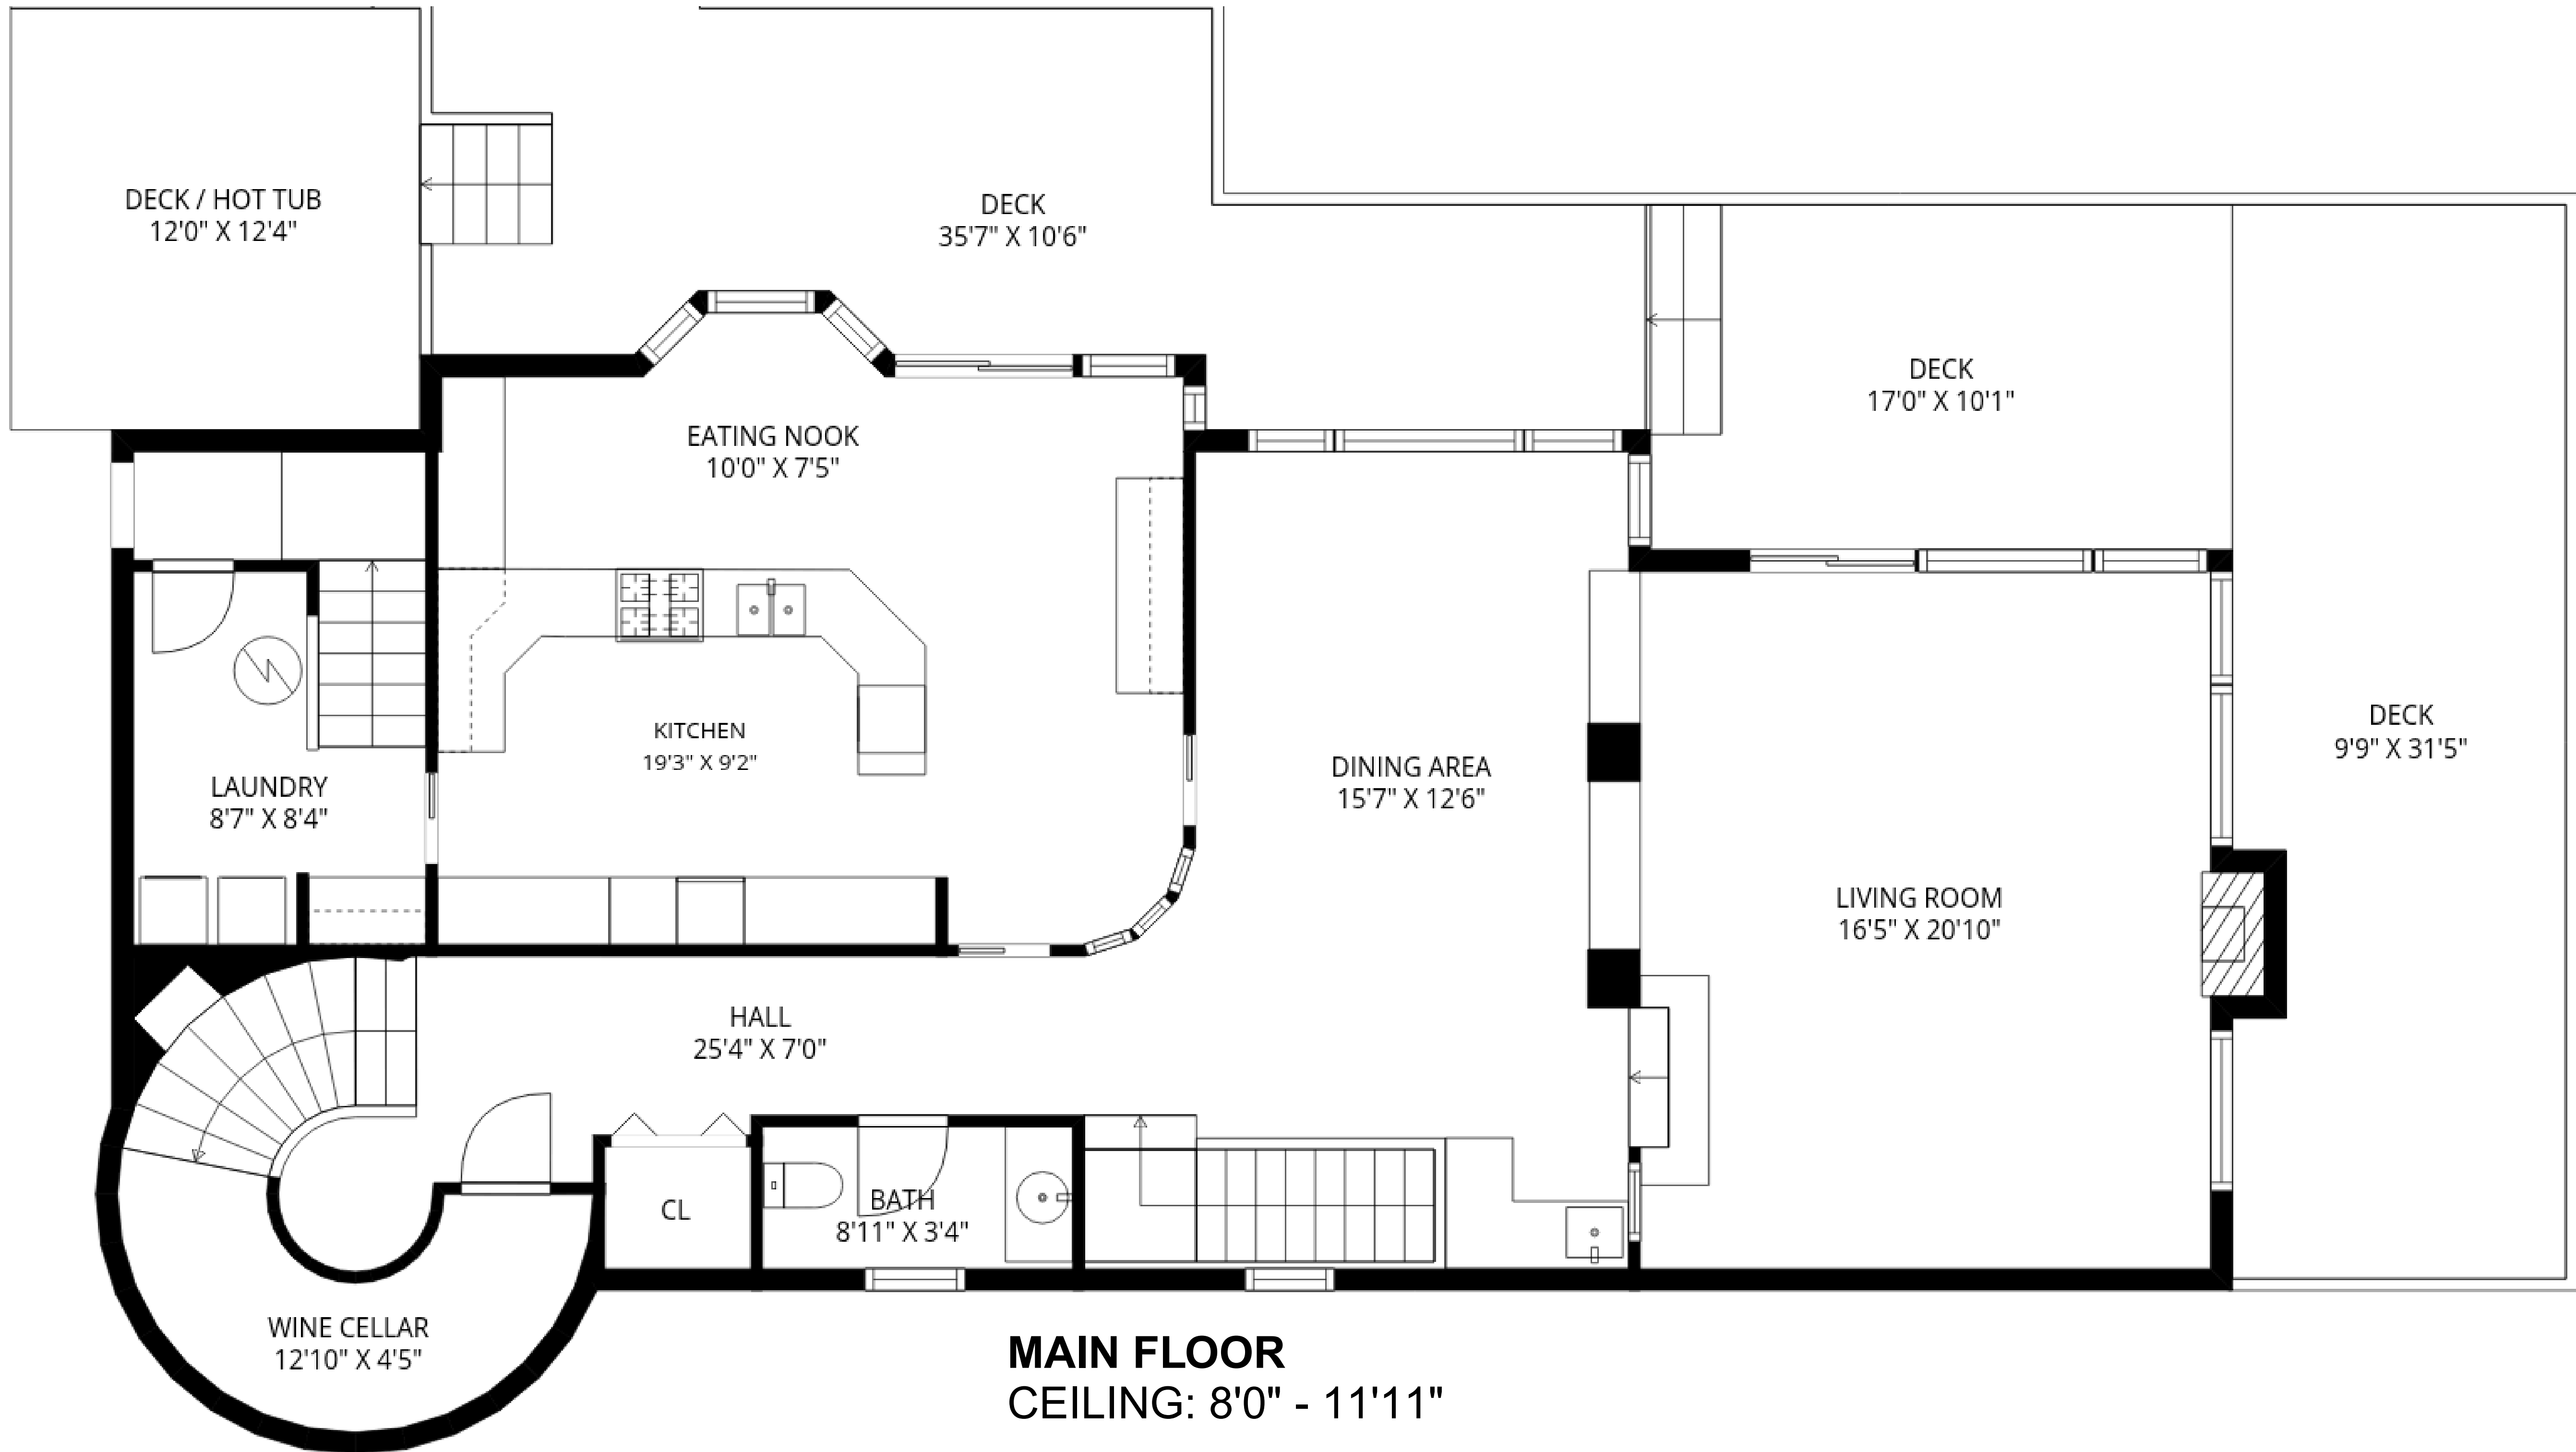 DECK / HOT TUB
12'0" X 12'4"
DECK
35'7" X 10'6"
DECK
17'0" X 10'1"
EATING NOOK
10'0" X 7'5"
KITCHEN
19'3" X 9'2"
LAUNDRY
8'7" X 8'4"
DINING AREA
15'7" X 12'6"
DECK
9'9" X 31'5"
LIVING ROOM
16'5" X 20'10"
HALL
25'4" X 7'0"
CL
BATH
8'11" X 3'4"
WINE CELLAR
12'10" X 4'5"
MAIN FLOOR
CEILING: 8'0" - 11'11"